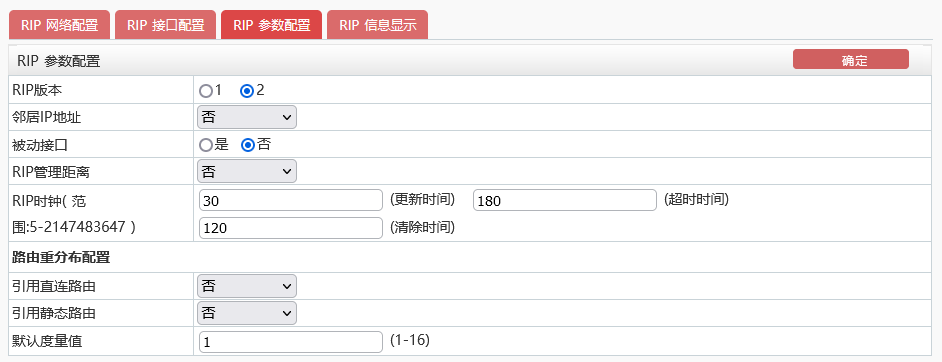 RIP 网络配置 RIP 接口配置 RIP 参数配置 RIP 信息显示
RIP 参数配置 确定
RIP版本 1 2
邻居IP地址 否
被动接口 是 否
RIP管理距离 否
RIP时钟( 范 30 (更新时间) 180 (超时时间)
围:5-2147483647 ) 120 (清除时间)
路由重分布配置
引用直连路由 否
引用静态路由 否
默认度量值 1 (1-16)